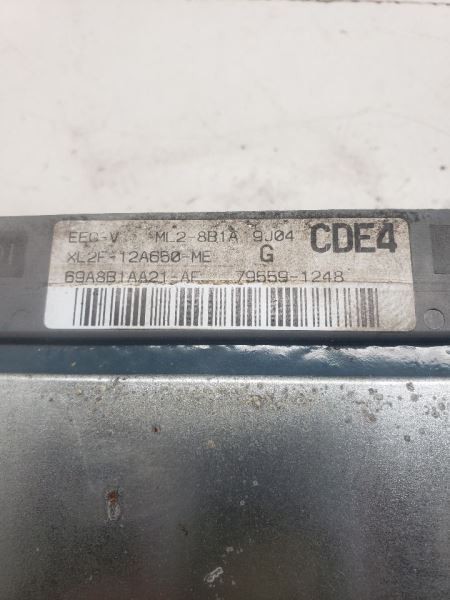 EEC-V ML2-8B1A 9J04 CDE4
XL2F-12A650-ME G
69A8B1AA21-AF 79559-1248